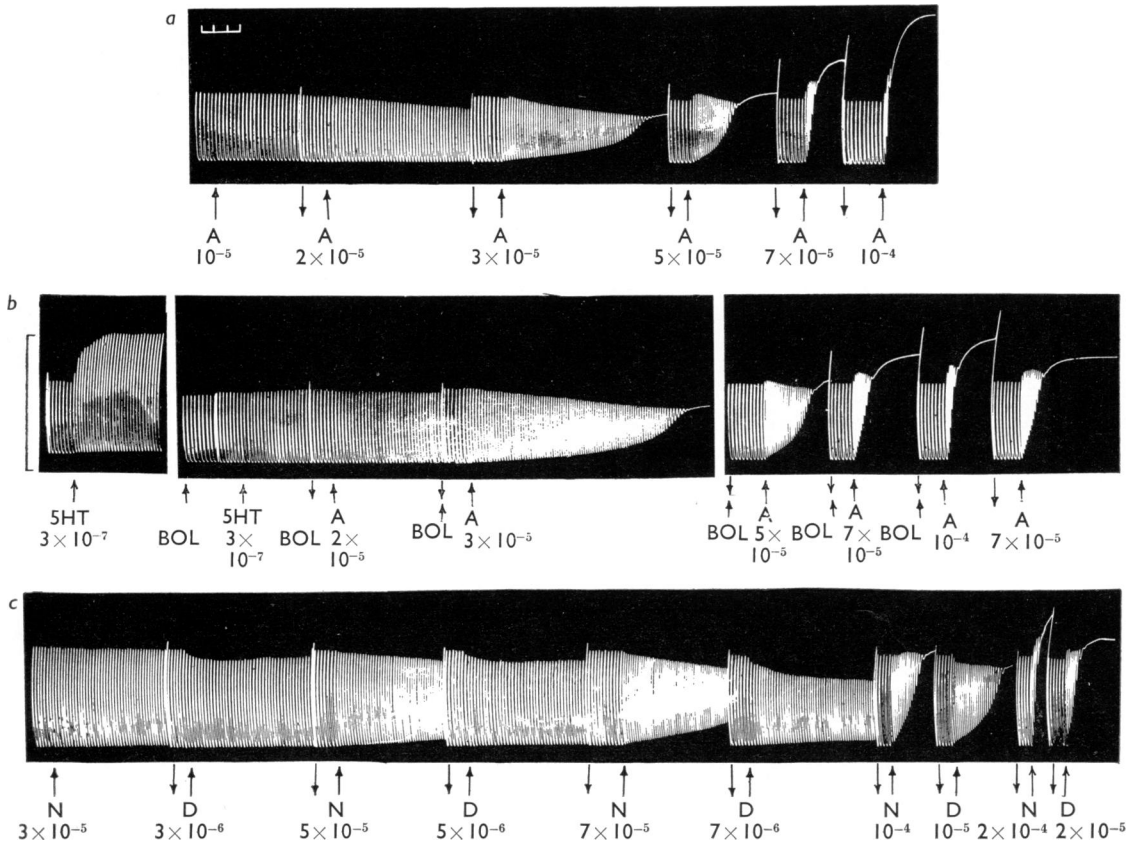 a
A A A A A A
10⁻⁵ 2×10⁻⁵ 3×10⁻⁵ 5×10⁻⁵ 7×10⁻⁵ 10⁻⁴
b
5HT
3×10⁻⁷
BOL
5HT
3×
10⁻⁷
BOL
A
2×
10⁻⁵
BOL
A
3×10⁻⁵
BOL
A
5×
10⁻⁵
BOL
A
7×
10⁻⁵
BOL
A
10⁻⁴
A
7×10⁻⁵
c
N D N D N D N D N D
3×10⁻⁵ 3×10⁻⁶ 5×10⁻⁵ 5×10⁻⁶ 7×10⁻⁵ 7×10⁻⁶ 10⁻⁴ 10⁻⁵ 2×10⁻⁴ 2×10⁻⁵